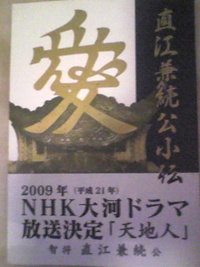 直江兼続公小伝
愛
2009年(平成21年)
NHK大河ドラマ
放送決定「天地人」
智将 直江兼続 公